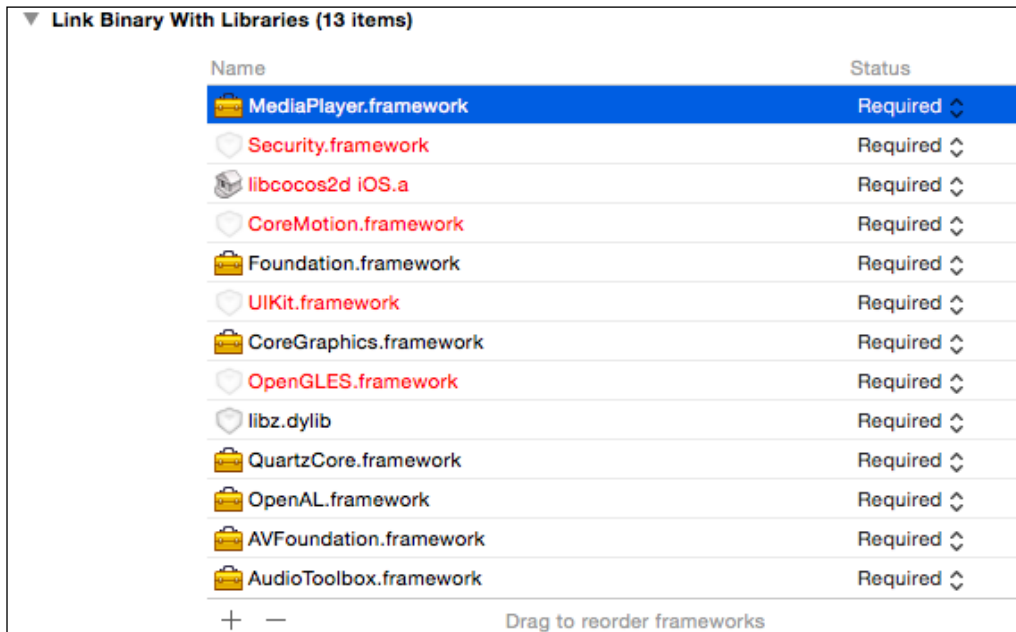 Link Binary With Libraries (13 items)
Name Status
MediaPlayer.framework Required
Security.framework Required
libcocos2d iOS.a Required
CoreMotion.framework Required
Foundation.framework Required
UIKit.framework Required
CoreGraphics.framework Required
OpenGLES.framework Required
libz.dylib Required
QuartzCore.framework Required
OpenAL.framework Required
AVFoundation.framework Required
AudioToolbox.framework Required
+ − Drag to reorder frameworks